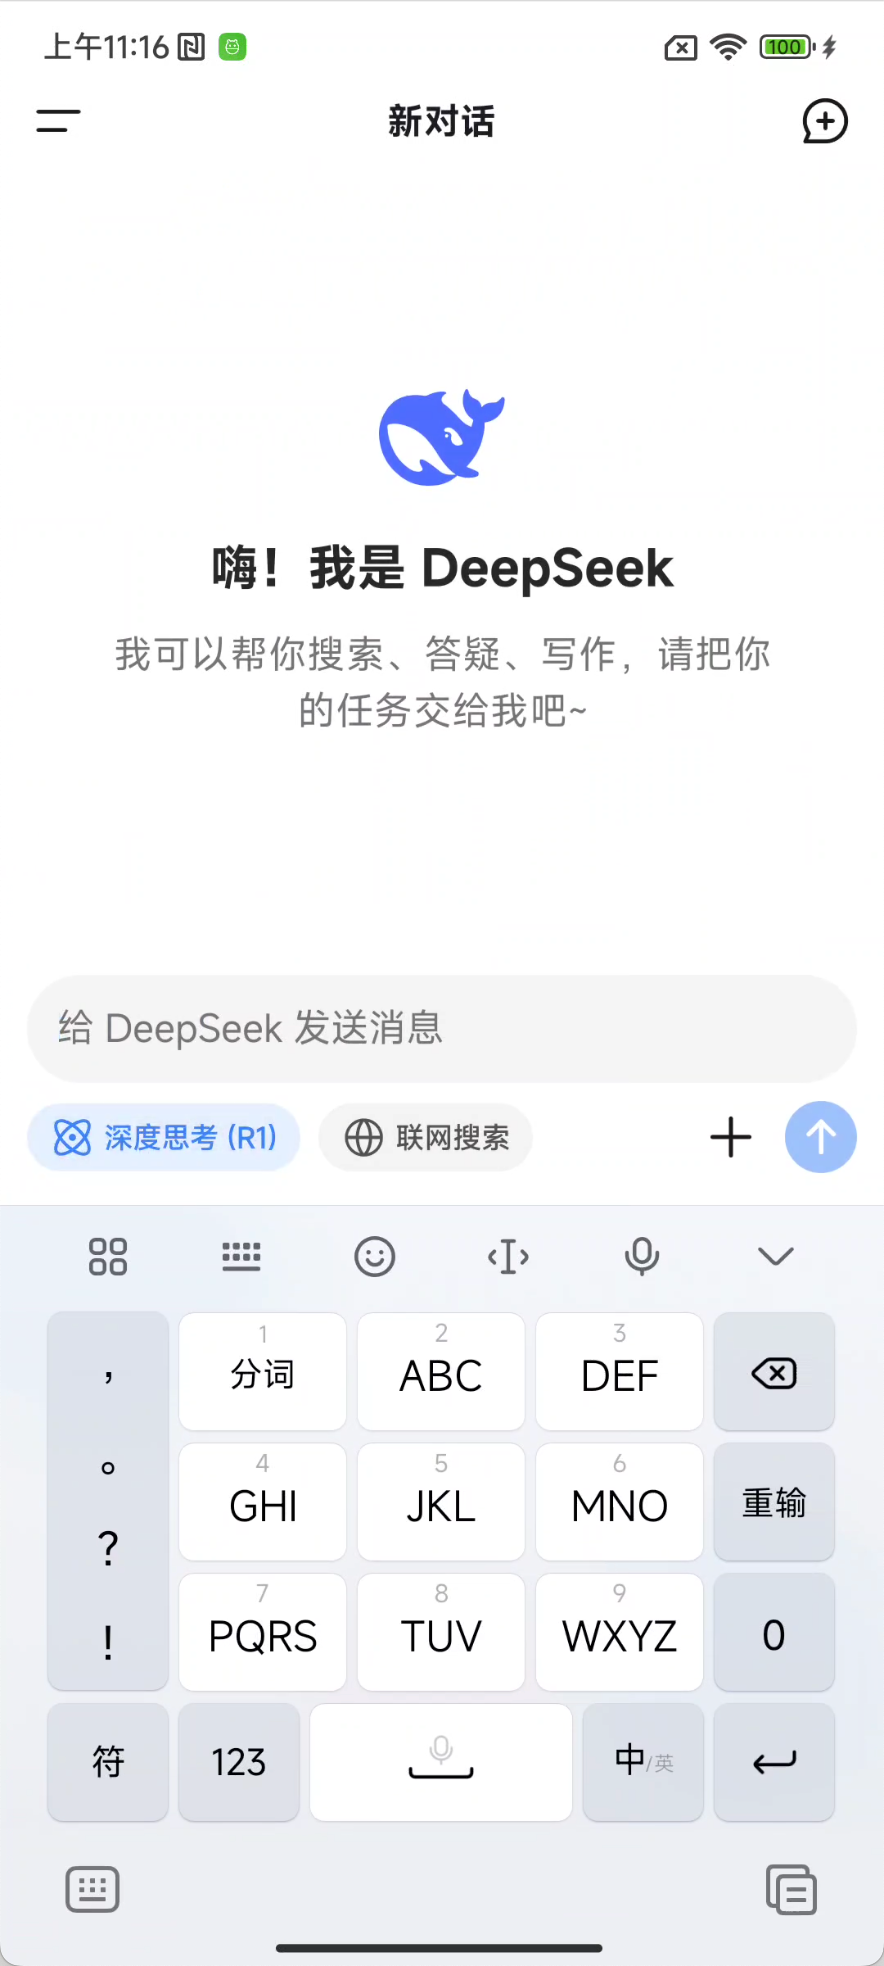 上午11:16
100
新对话
嗨！我是 DeepSeek
我可以帮你搜索、答疑、写作，请把你
的任务交给我吧~
给 DeepSeek 发送消息
深度思考 (R1) 联网搜索
， 1 分词 2 ABC 3 DEF
。 4 GHI 5 JKL 6 MNO 重输
？ 7 PQRS 8 TUV 9 WXYZ 0
！
符 123 中/英